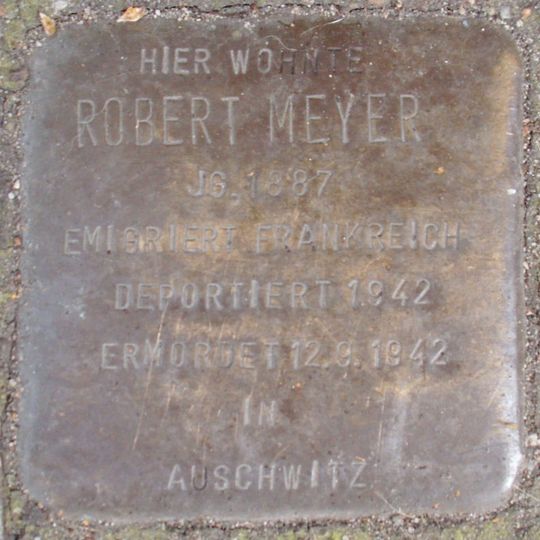 HIER WOHNTE
ROBERT MEYER
JG. 1887
EMIGRIERT FRANKREICH
DEPORTIERT 1942
ERMORDET 12.9.1942
IN
AUSCHWITZ